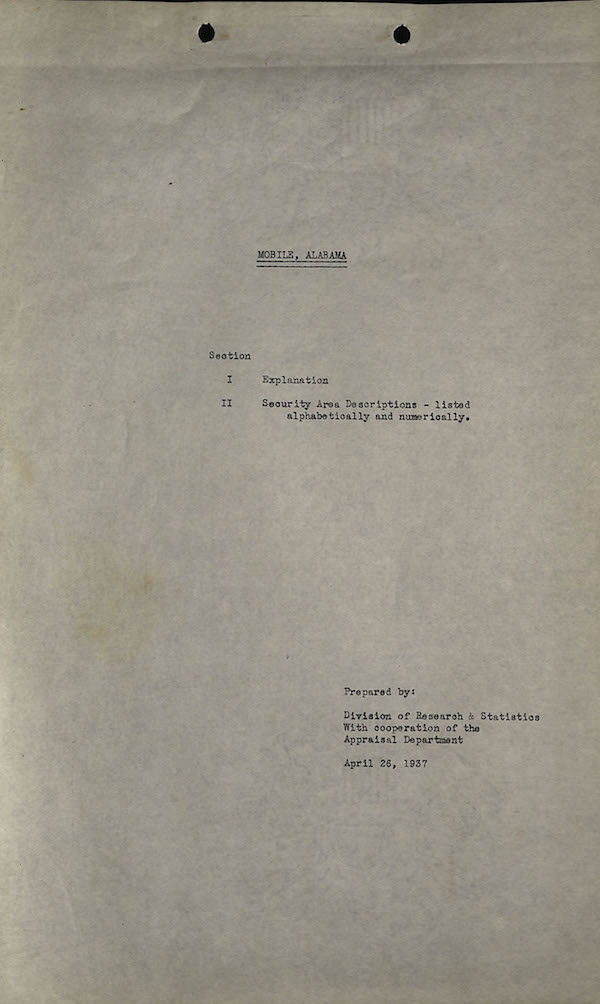 MOBILE, ALABAMA
Section
I Explanation
II Security Area Descriptions - listed
alphabetically and numerically.
Prepared by:
Division of Research & Statistics
With cooperation of the
Appraisal Department
April 26, 1937